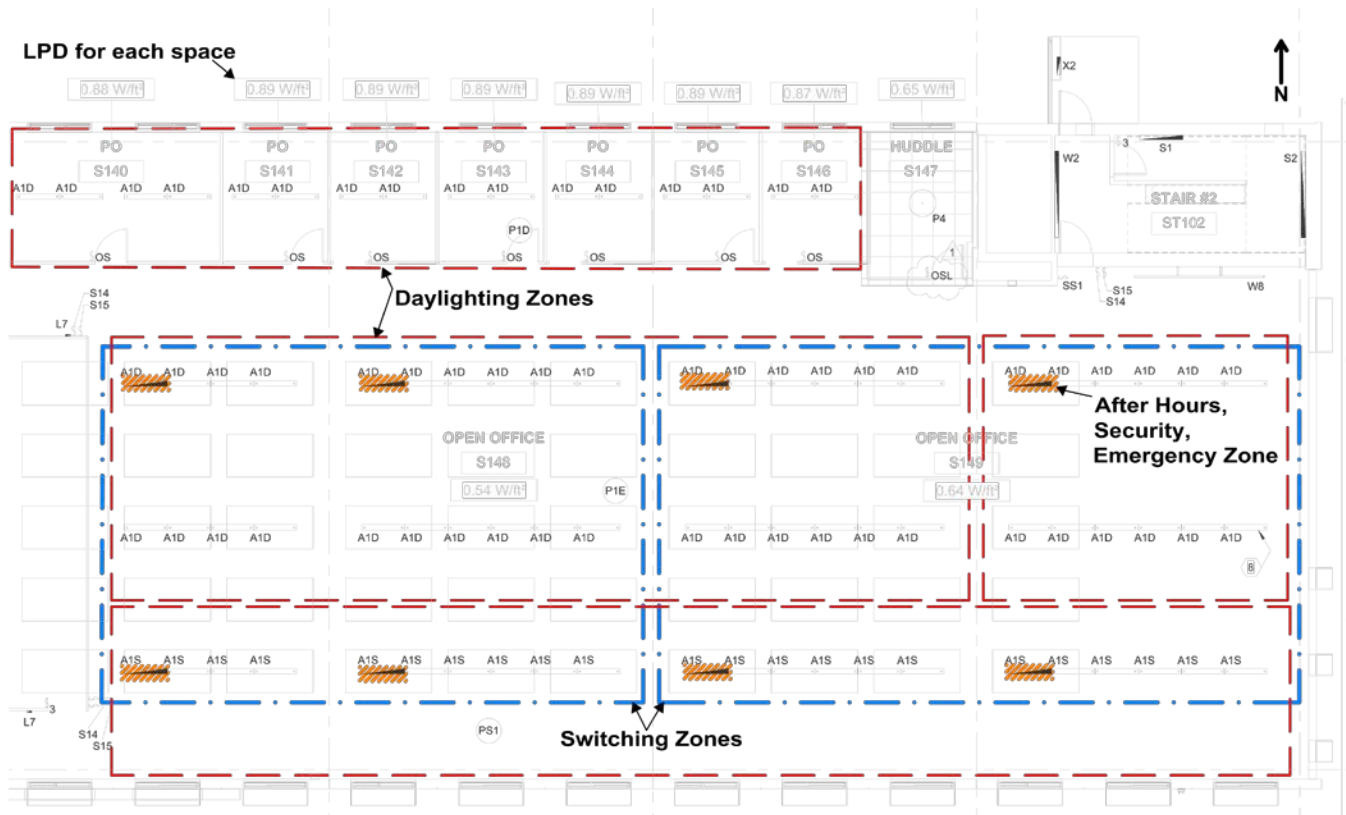 LPD for each space
0.88 W/ft² 0.89 W/ft² 0.89 W/ft² 0.89 W/ft² 0.89 W/ft² 0.89 W/ft² 0.87 W/ft² 0.65 W/ft²
X2
N
PO PO PO PO PO PO PO HUDDLE
3 S1
W2 S2
S140 S141 S142 S143 S144 S145 S146 S147
A1D A1D A1D A1D A1D A1D A1D A1D A1D A1D A1D A1D A1D A1D A1D A1D
STAIR #2
ST102
P4
P1D
1
OS OS OS OS OS OS OS OSL
SS1 S15 W8
S14
S14
S15
L7
Daylighting Zones
A1D A1D A1D A1D A1D A1D A1D A1D A1D A1D A1D A1D A1D A1D A1D A1D A1D A1D A1D A1D A1D A1D
After Hours,
Security,
Emergency Zone
OPEN OFFICE OPEN OFFICE
S148 S149
0.54 W/ft² P1E 0.64 W/ft²
A1D A1D A1D A1D A1D A1D A1D A1D A1D A1D A1D A1D A1D A1D A1D A1D A1D A1D A1D A1D A1D A1D
8
A1S A1S A1S A1S A1S A1S A1S A1S A1S A1S A1S A1S A1S A1S A1S A1S A1S A1S A1S A1S A1S A1S
3
L7
S14
S15
PS1
Switching Zones